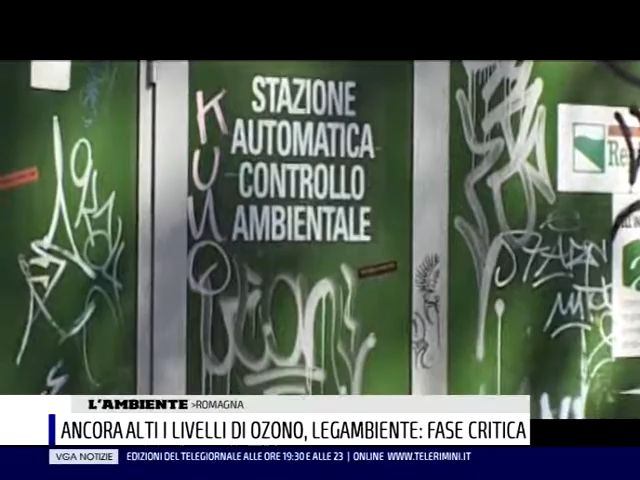 STAZIONE
AUTOMATICA
CONTROLLO
AMBIENTALE
KUNO
L'AMBIENTE >ROMAGNA
ANCORA ALTI I LIVELLI DI OZONO, LEGAMBIENTE: FASE CRITICA
VGA NOTIZIE EDIZIONI DEL TELEGIORNALE ALLE ORE 19:30 E ALLE 23 | ONLINE WWW.TELERIMINI.IT